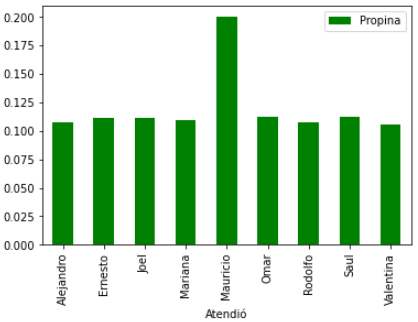 Propina
0.200
0.175
0.150
0.125
0.100
0.075
0.050
0.025
0.000
Alejandro
Ernesto
Joel
Mariana
Mauricio
Omar
Rodolfo
Saul
Valentina
Atendió